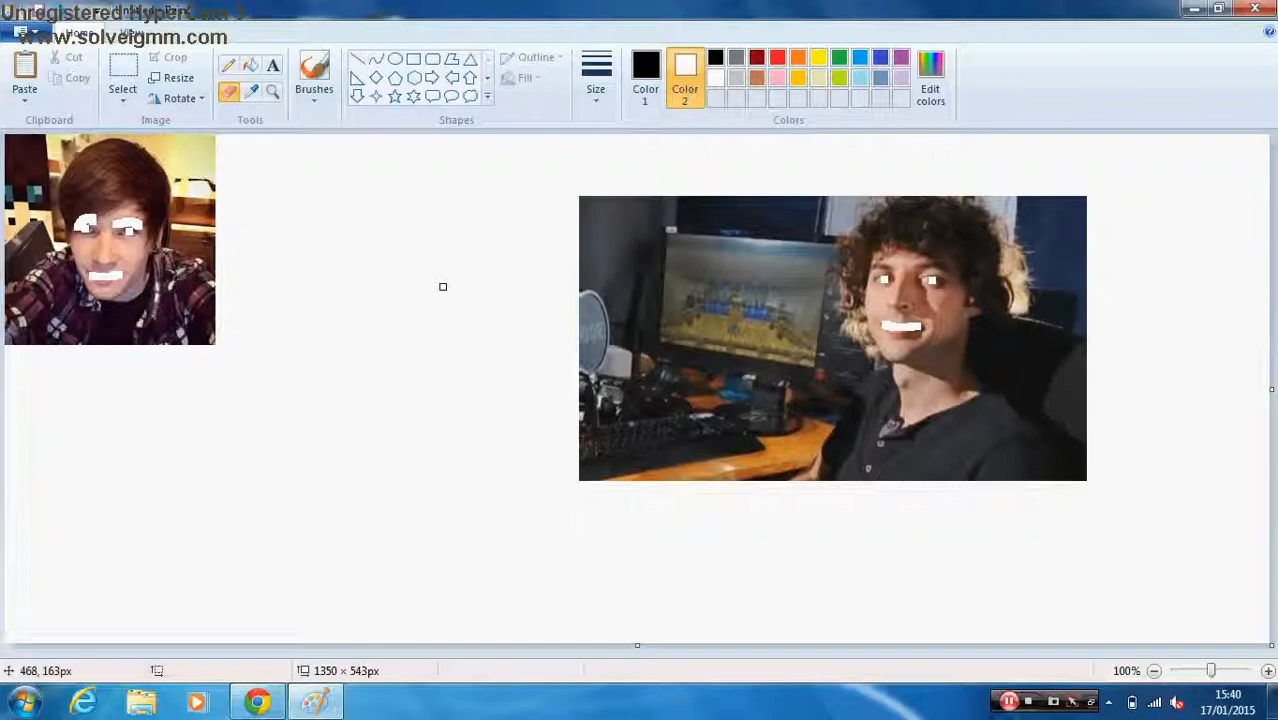 Unregistered HyperCam 3
www.solveigmm.com
Paste
Cut
Copy
Clipboard
Select
Crop
Resize
Rotate
Image
Tools
Brushes
Shapes
Outline
Fill
Size
Color
1
Color
2
Edit
colors
Colors
468, 163px
1350 × 543px
100%
15:40
17/01/2015